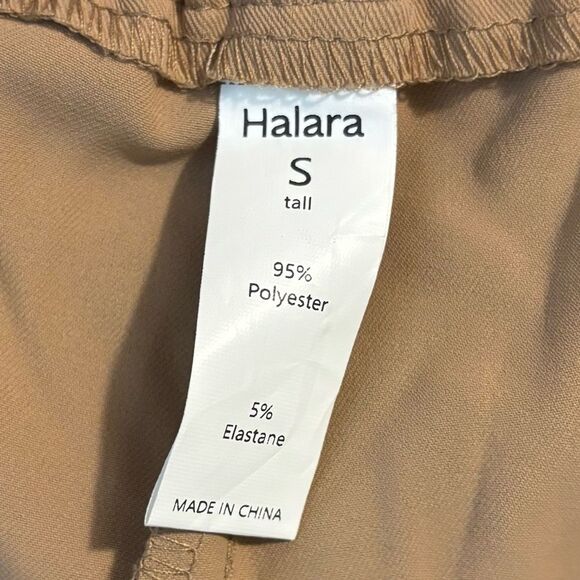 Halara
S
tall
95%
Polyester
5%
Elastane
MADE IN CHINA